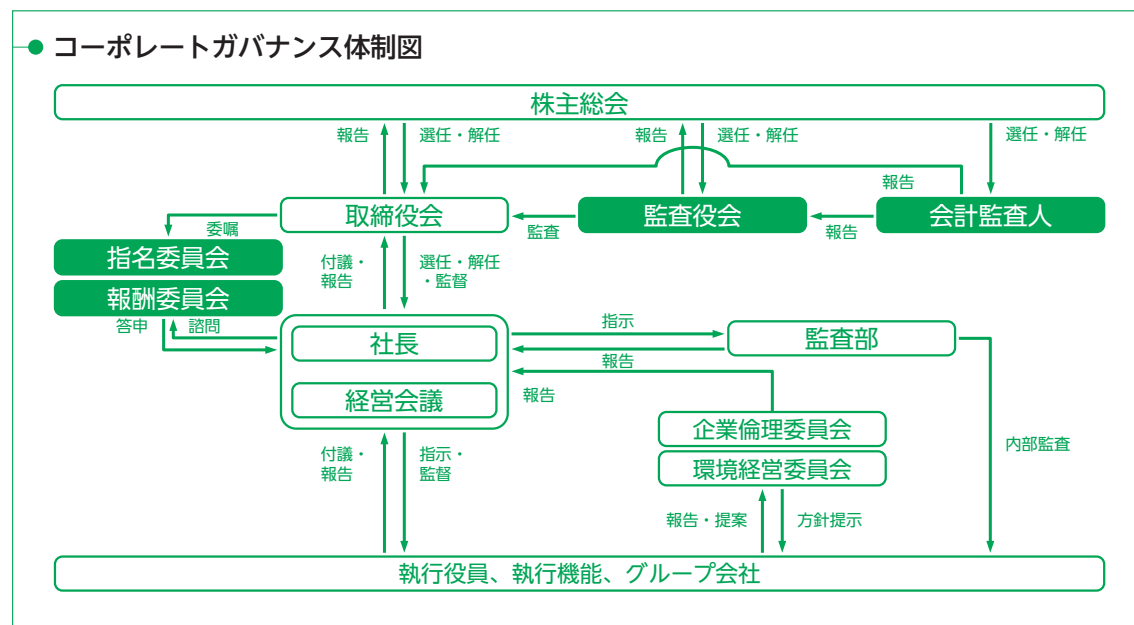 コーポレートガバナンス体制図
株主総会
報告
選任・解任
報告
選任・解任
選任・解任
報告
取締役会
監査役会
会計監査人
委嘱
監査
報告
指名委員会
報酬委員会
付議・
報告
選任・解任
・監督
答申
諮問
社長
経営会議
指示
報告
監査部
報告
企業倫理委員会
環境経営委員会
内部監査
付議・
報告
指示・
監督
報告・提案
方針提示
執行役員、執行機能、グループ会社